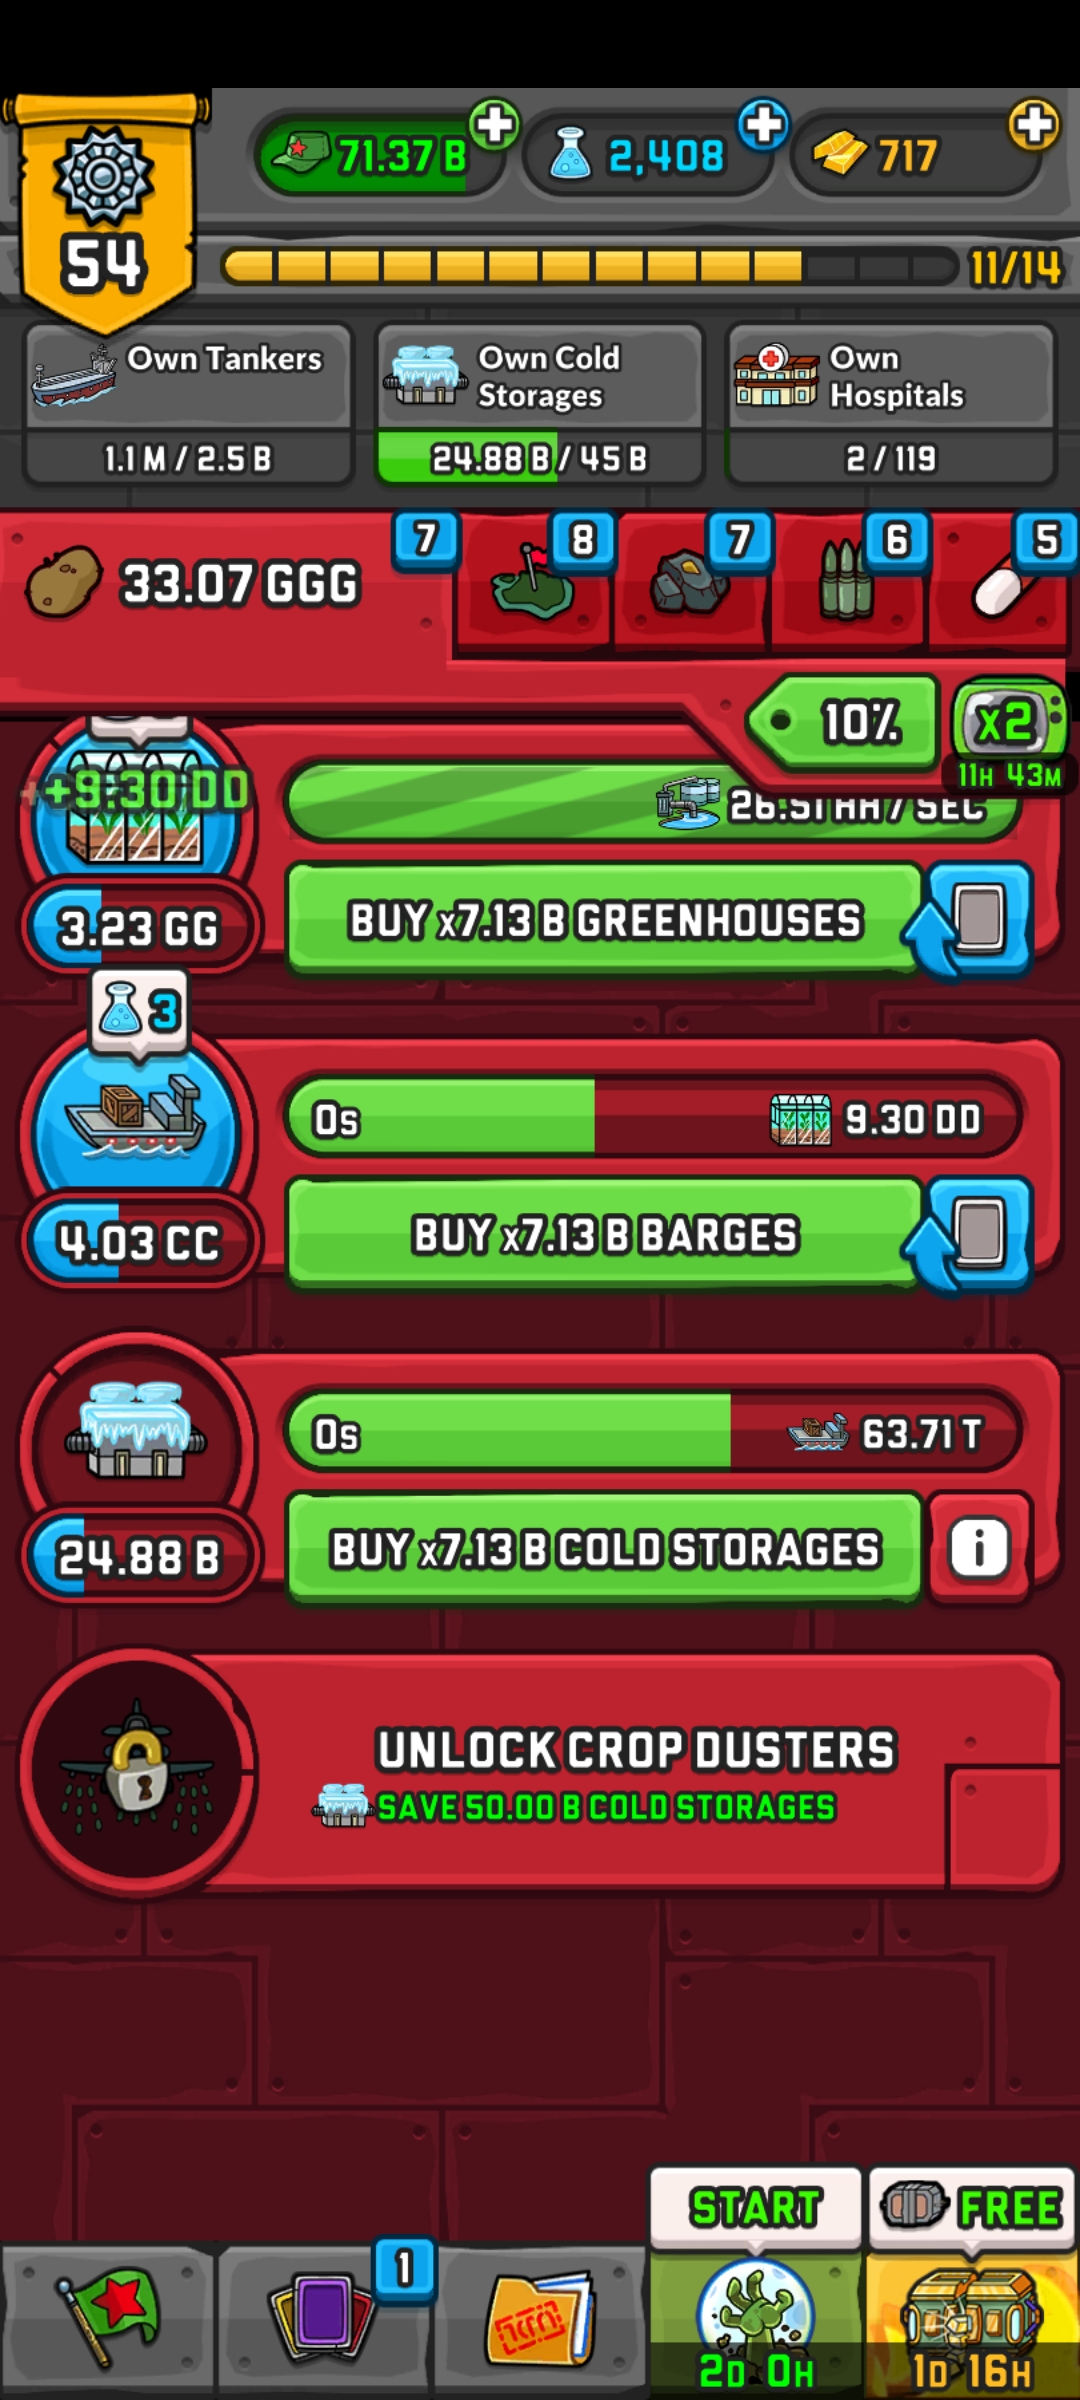 71.37 B
2,408
717
54
11/14
Own Tankers
1.1 M / 2.5 B
Own Cold
Storages
24.88 B / 45 B
Own
Hospitals
2 / 119
33.07 GGG
7
8
7
6
5
10%
x2
11H 43M
+9.30 DD
26.51 HH / SEC
3.23 GG
BUY x7.13 B GREENHOUSES
3
0s
9.30 DD
4.03 CC
BUY x7.13 B BARGES
0s
63.71 T
24.88 B
BUY x7.13 B COLD STORAGES
i
UNLOCK CROP DUSTERS
SAVE 50.00 B COLD STORAGES
START
FREE
1
2D 0H
1D 16H